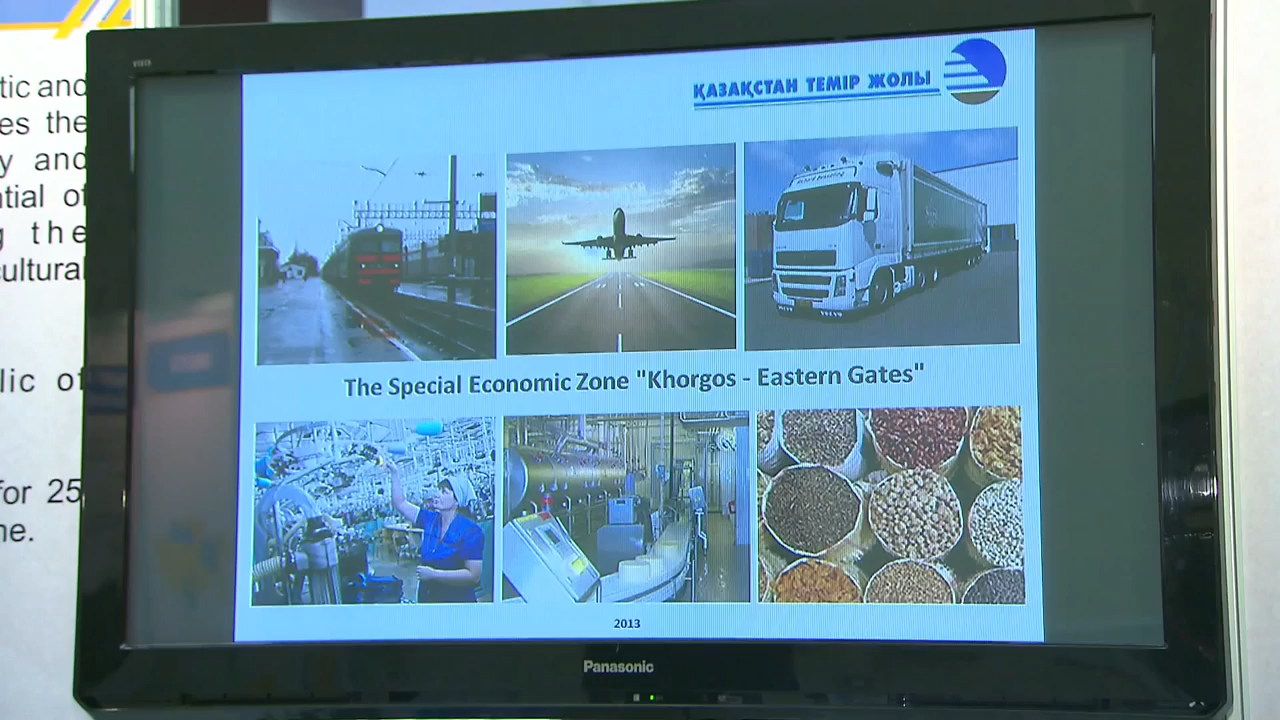 tic and
es the
y and
ntial of
g the
cultural
lic of
for 25
ne.
VIERA
ҚАЗАҚСТАН ТЕМІР ЖОЛЫ
The Special Economic Zone "Khorgos - Eastern Gates"
2013
Panasonic